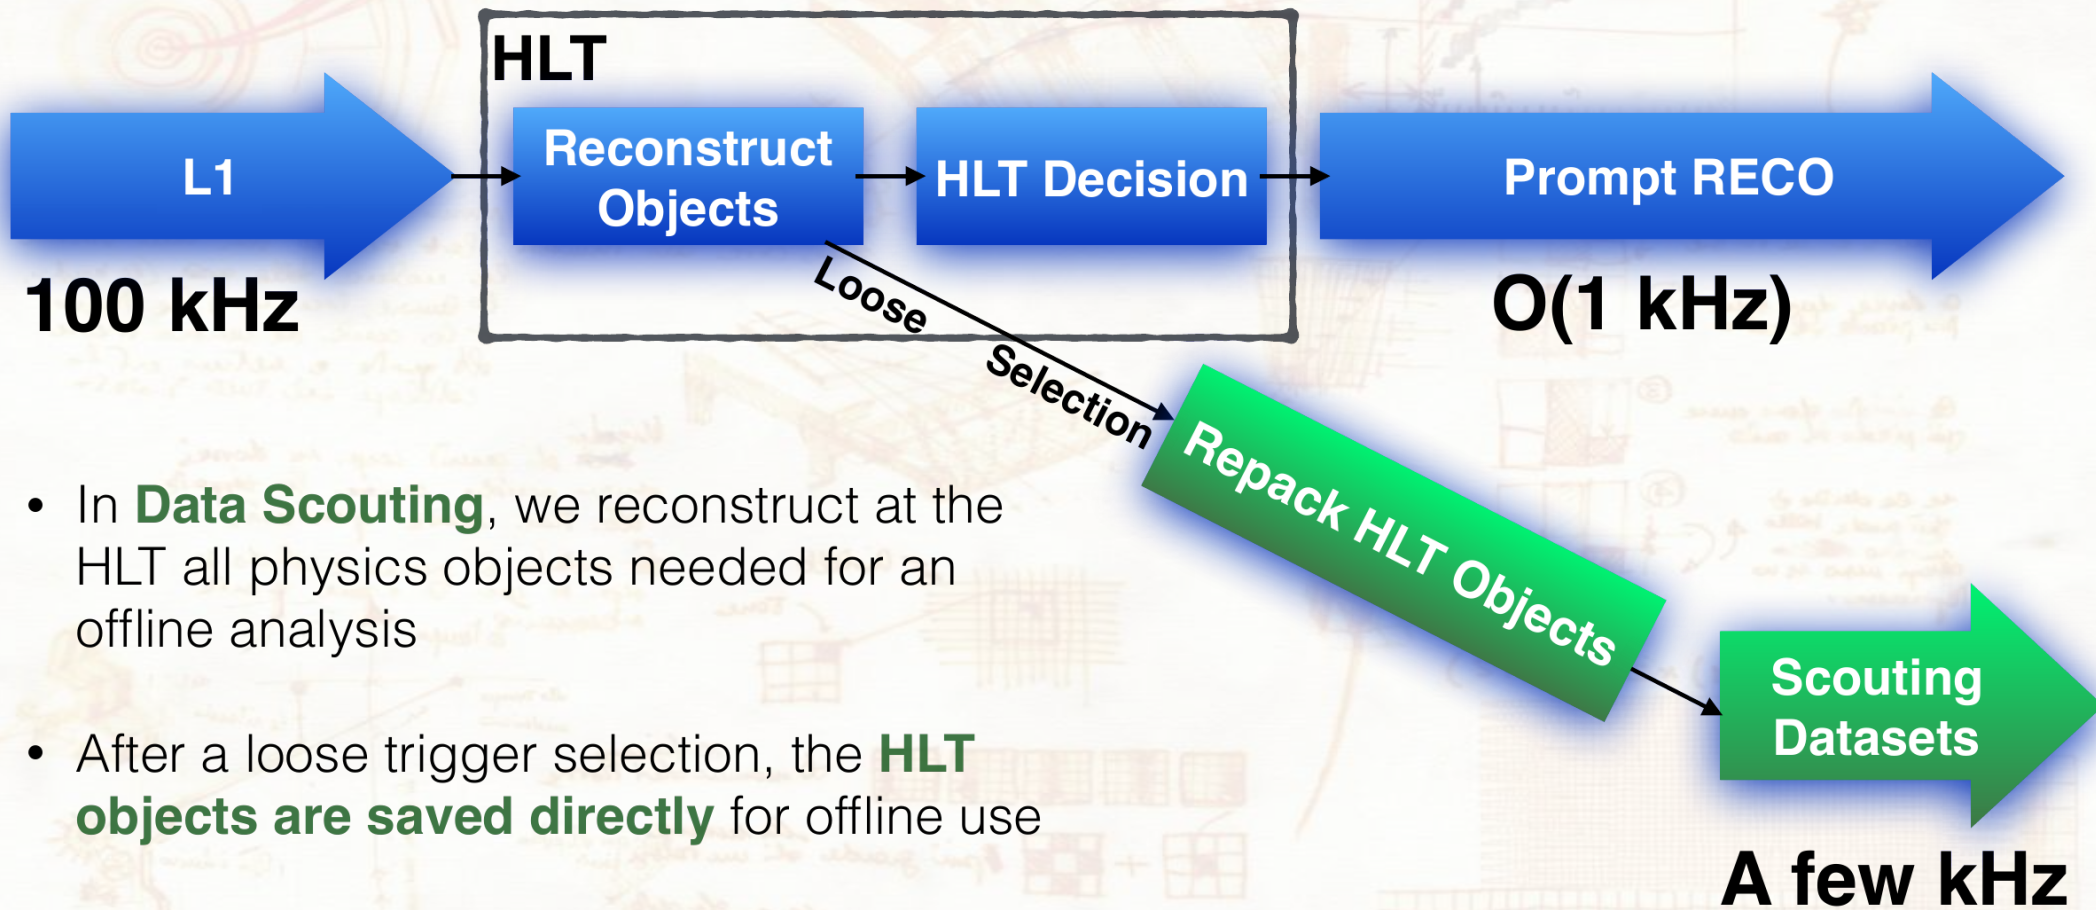 HLT
L1
Reconstruct
Objects
HLT Decision
Prompt RECO
100 kHz
O(1 kHz)
Loose
Selection
Repack HLT Objects
Scouting
Datasets
A few kHz
• In Data Scouting, we reconstruct at the
HLT all physics objects needed for an
offline analysis
• After a loose trigger selection, the HLT
objects are saved directly for offline use